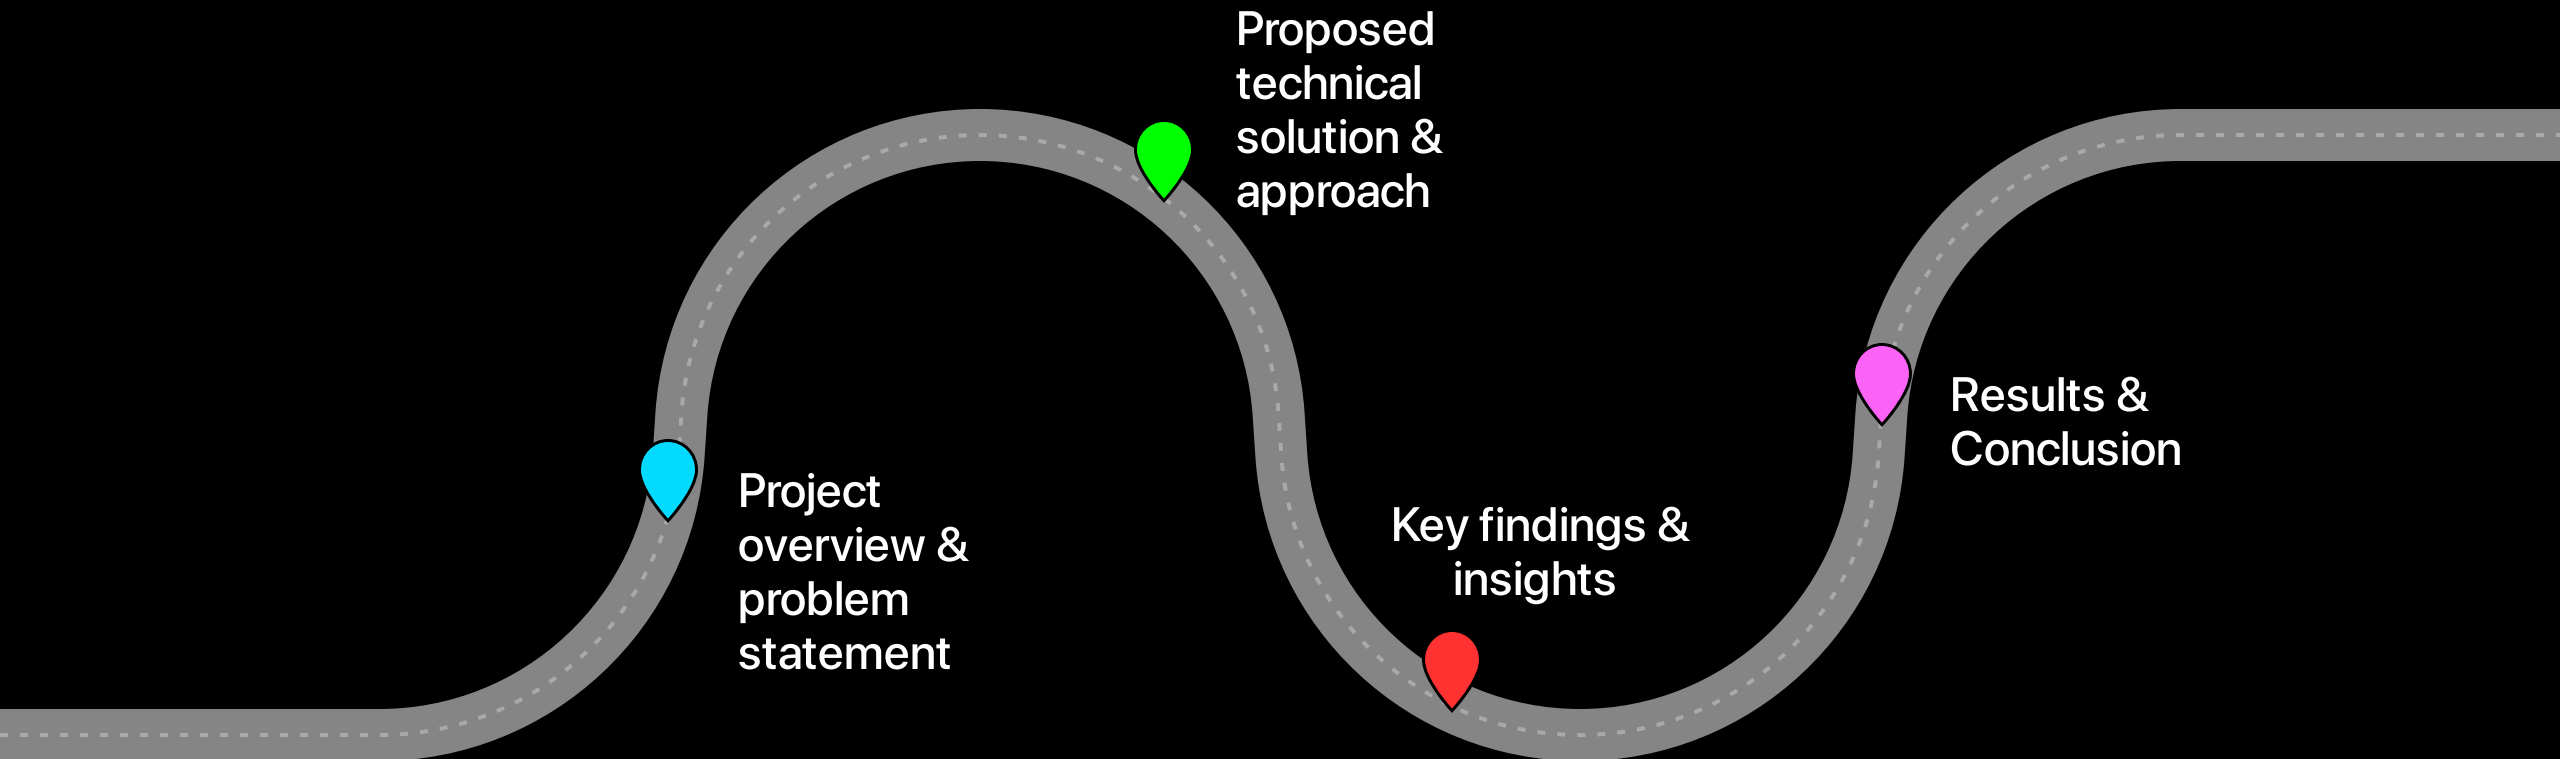 Proposed
technical
solution &
approach
Project
overview &
problem
statement
Key findings &
insights
Results &
Conclusion